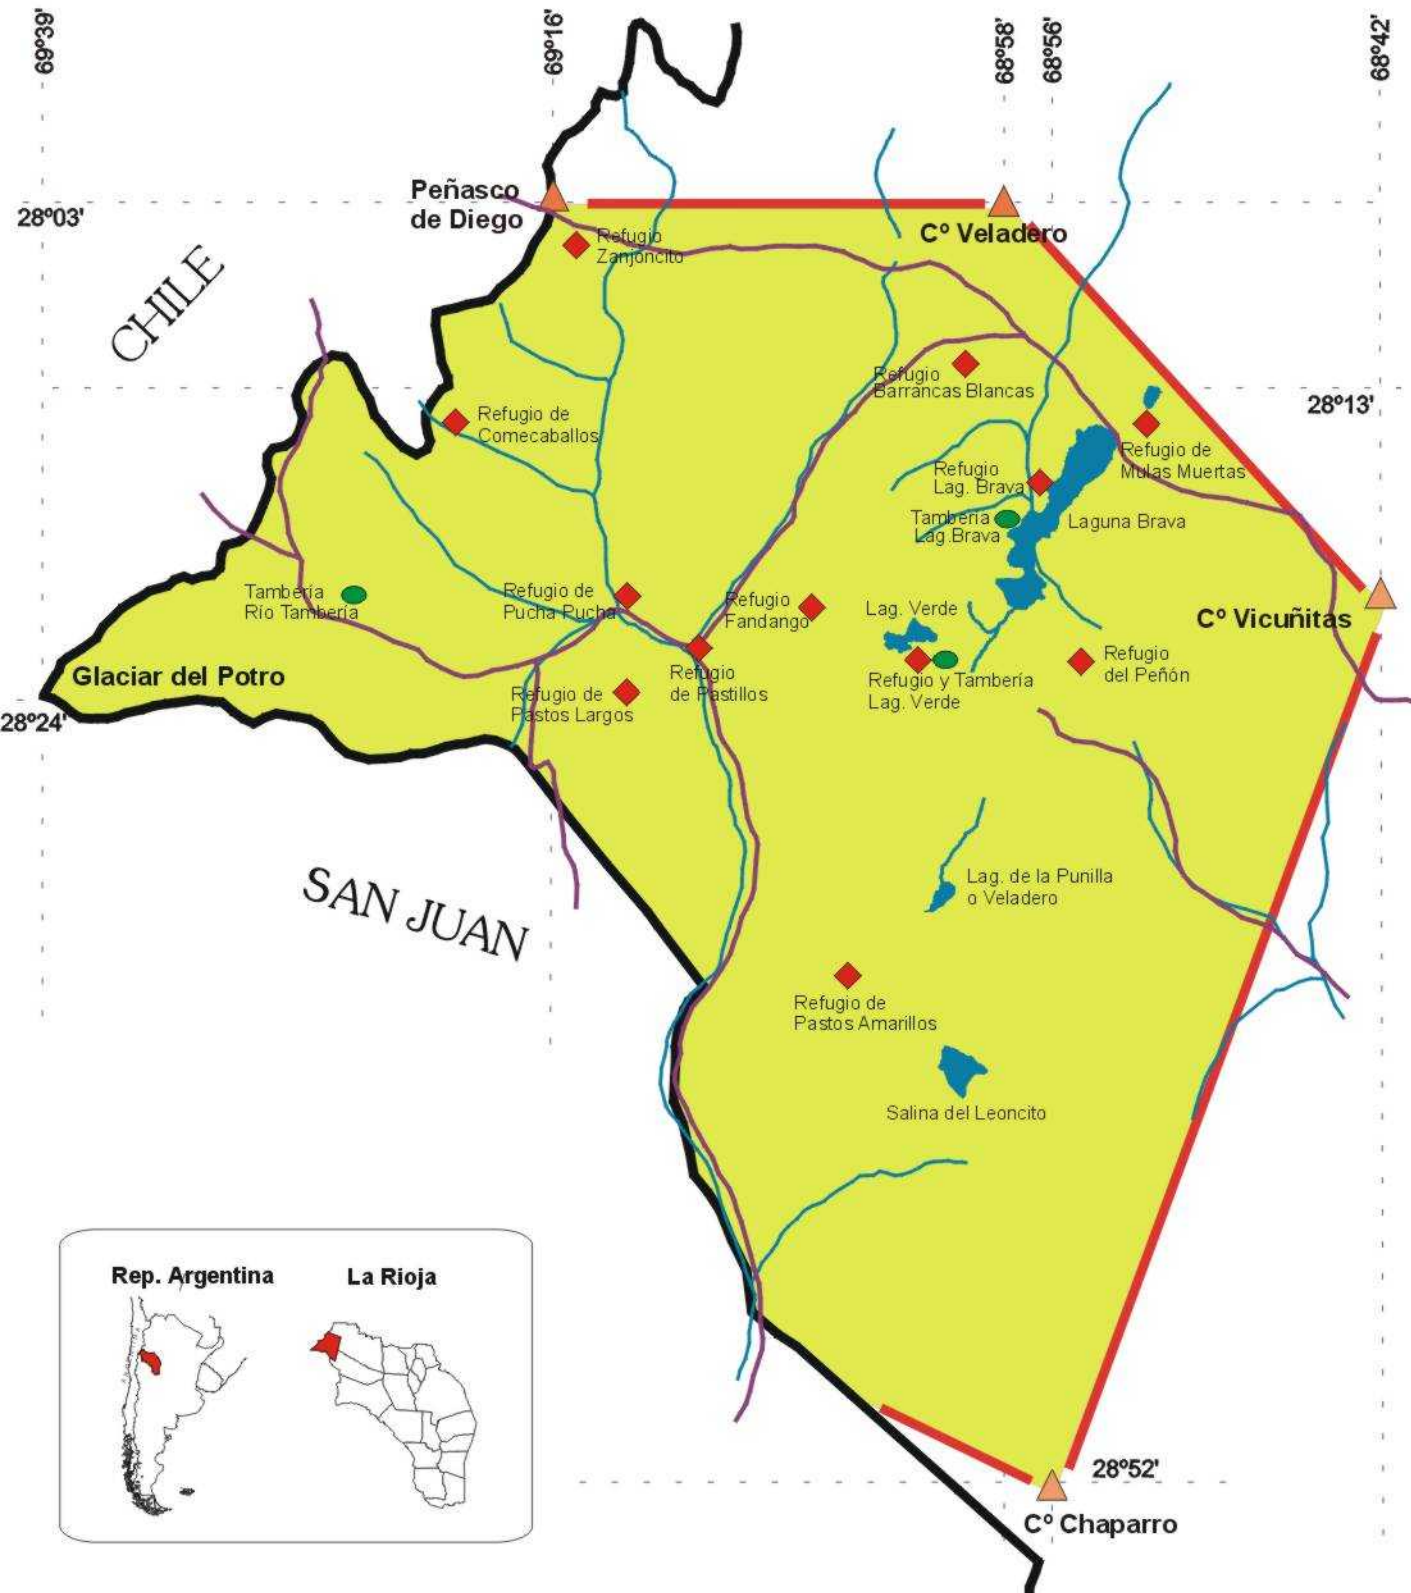 69º39'
69º16'
68º58'
68º56'
68º42'
Peñasco
de Diego
28º03'
Cº Veladero
Refugio
Zanjoncito
CHILE
Refugio
Barrancas Blancas
28º13'
Refugio de
Comecaballos
Refugio de
Mulas Muertas
Refugio
Lag. Brava
Tambería
Lag.Brava
Laguna Brava
Tambería
Río Tambería
Refugio de
Pucha Pucha
Refugio
Fandango
Lag. Verde
Cº Vicuñitas
Glaciar del Potro
Refugio
de Pastillos
Refugio y Tambería
Lag. Verde
Refugio
del Peñón
Refugio de
Pastos Largos
28º24'
SAN JUAN
Lag. de la Punilla
o Veladero
Refugio de
Pastos Amarillos
Salina del Leoncito
Rep. Argentina
La Rioja
28º52'
Cº Chaparro